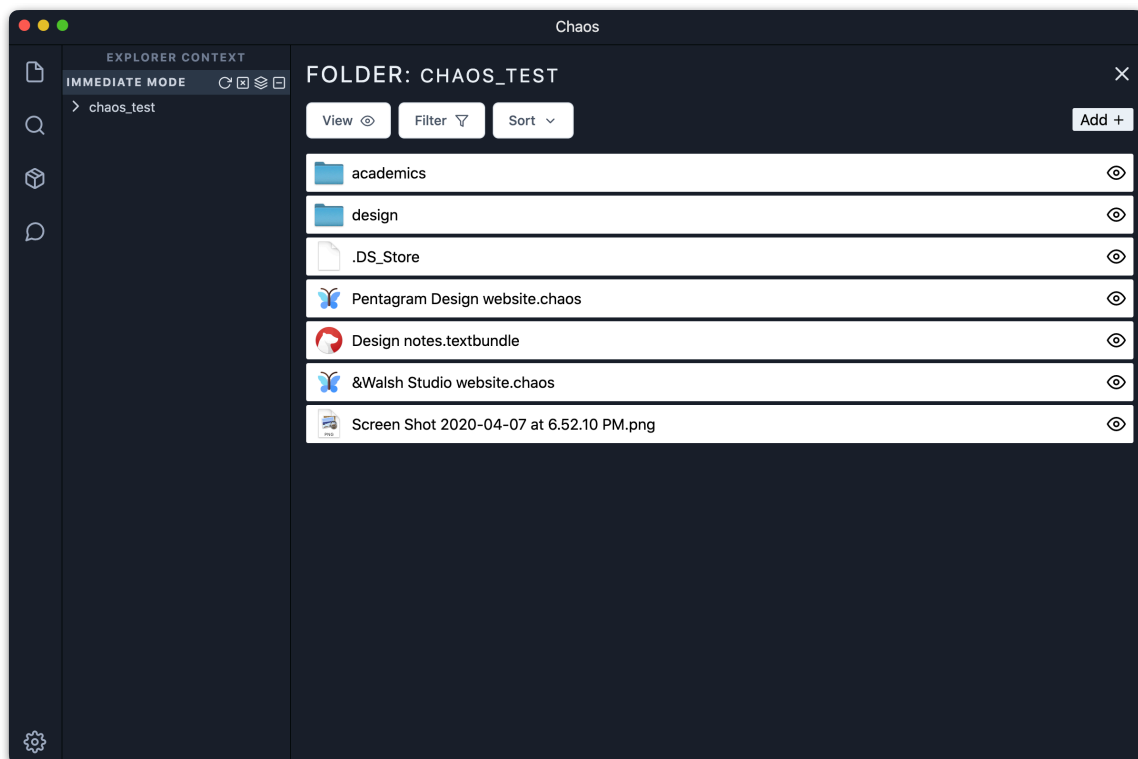 Chaos
EXPLORER CONTEXT
IMMEDIATE MODE
chaos_test
FOLDER: CHAOS_TEST
View
Filter
Sort
Add +
academics
design
.DS_Store
Pentagram Design website.chaos
Design notes.textbundle
&Walsh Studio website.chaos
PNG
Screen Shot 2020-04-07 at 6.52.10 PM.png